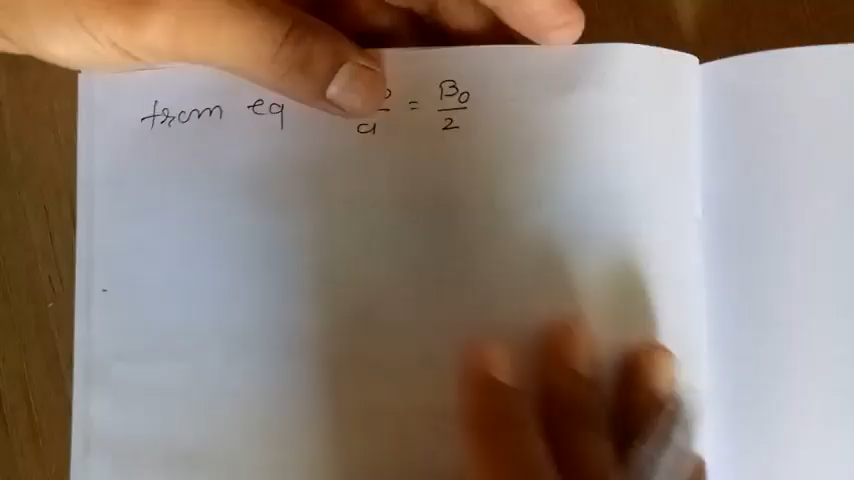 from eq /a = B₀/2